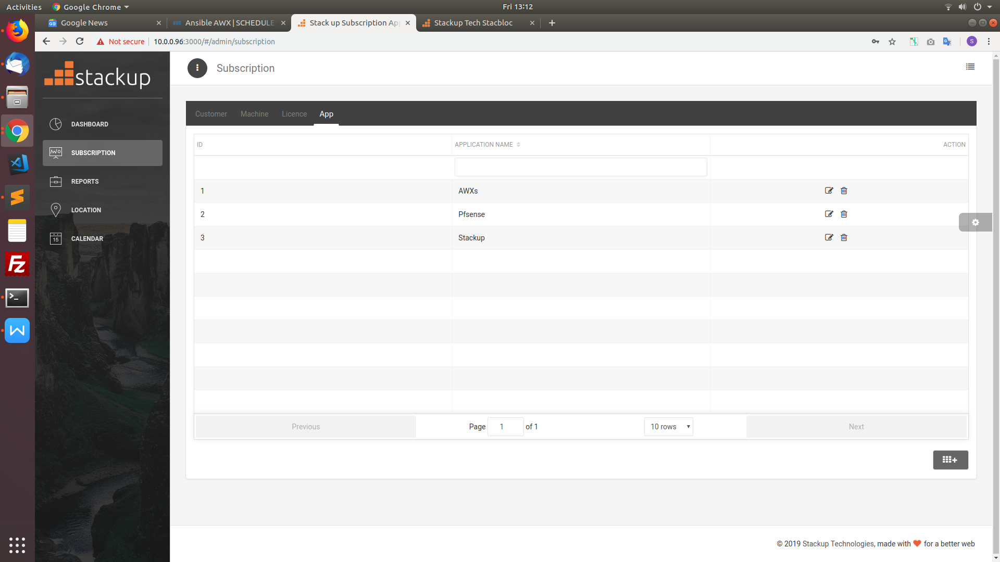 Activities Google Chrome Fri 13:12
Google News Ansible AWX | SCHEDULE Stack up Subscription App Stackup Tech Stacbloc
Not secure 10.0.0.96:3000/#/admin/subscription S
stackup
Subscription
DASHBOARD
SUBSCRIPTION
REPORTS
LOCATION
15 CALENDAR
Customer Machine Licence App
ID APPLICATION NAME ACTION
1 AWXs
2 Pfsense
3 Stackup
Previous Page 1 of 1 10 rows Next
© 2019 Stackup Technologies, made with for a better web